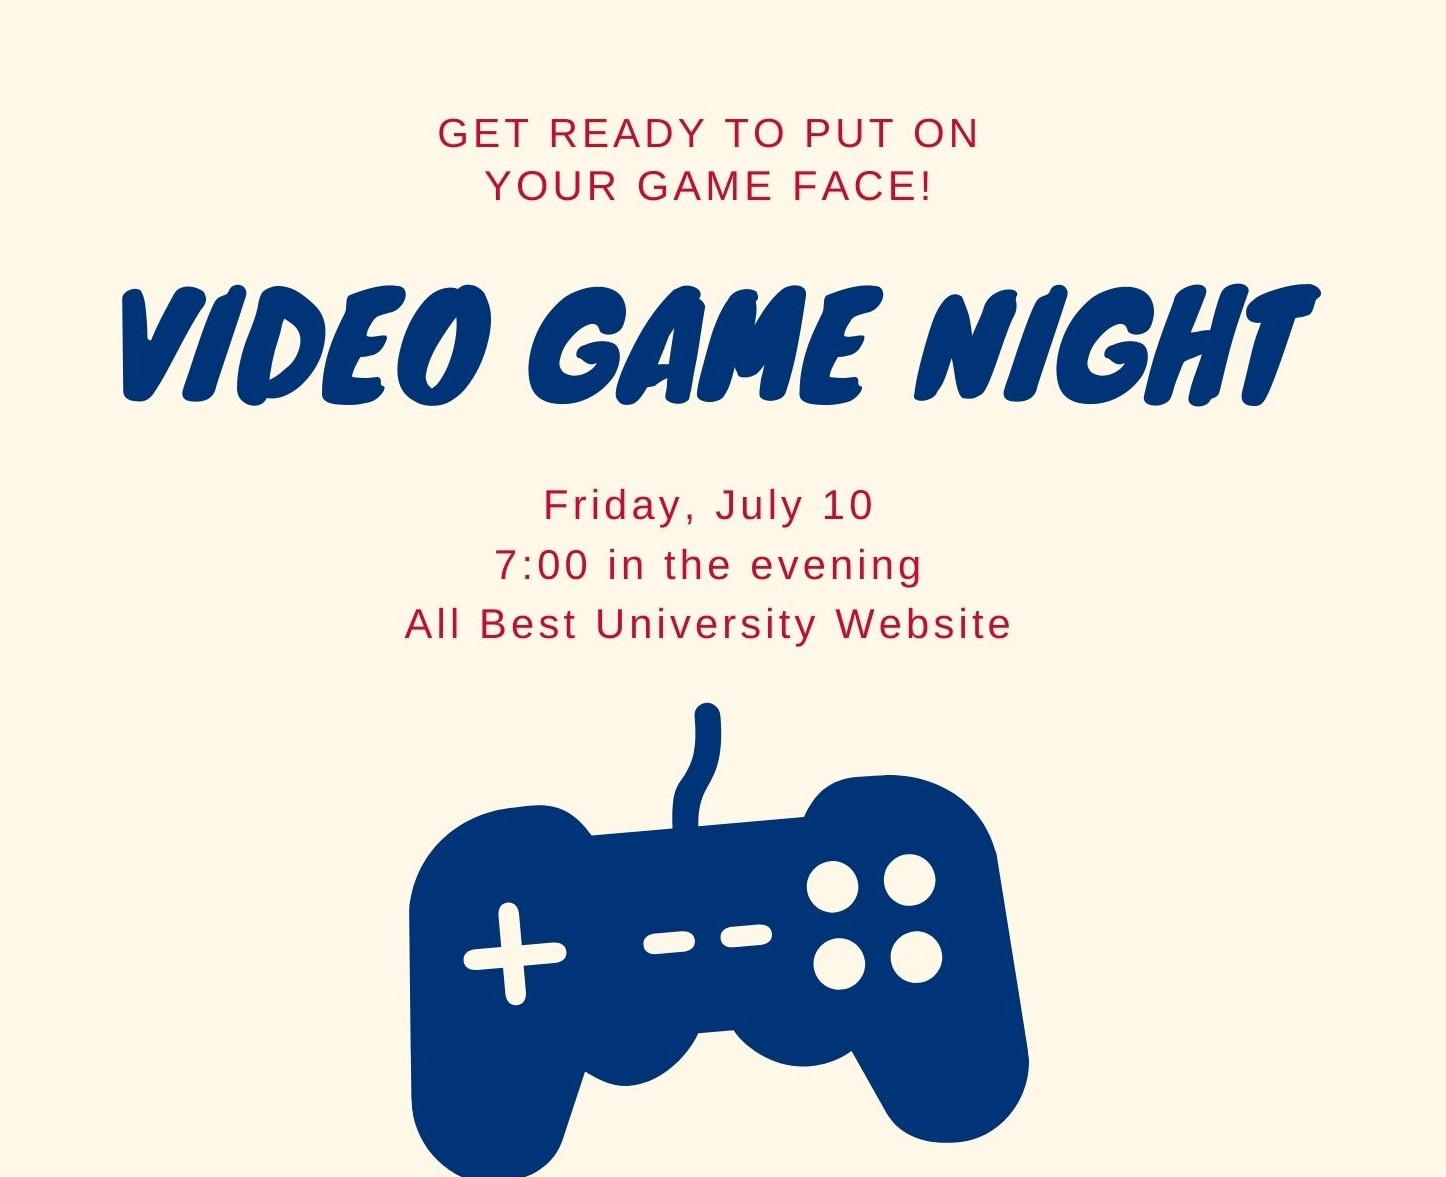 GET READY TO PUT ON
YOUR GAME FACE!
VIDEO GAME NIGHT
Friday, July 10
7:00 in the evening
All Best University Website